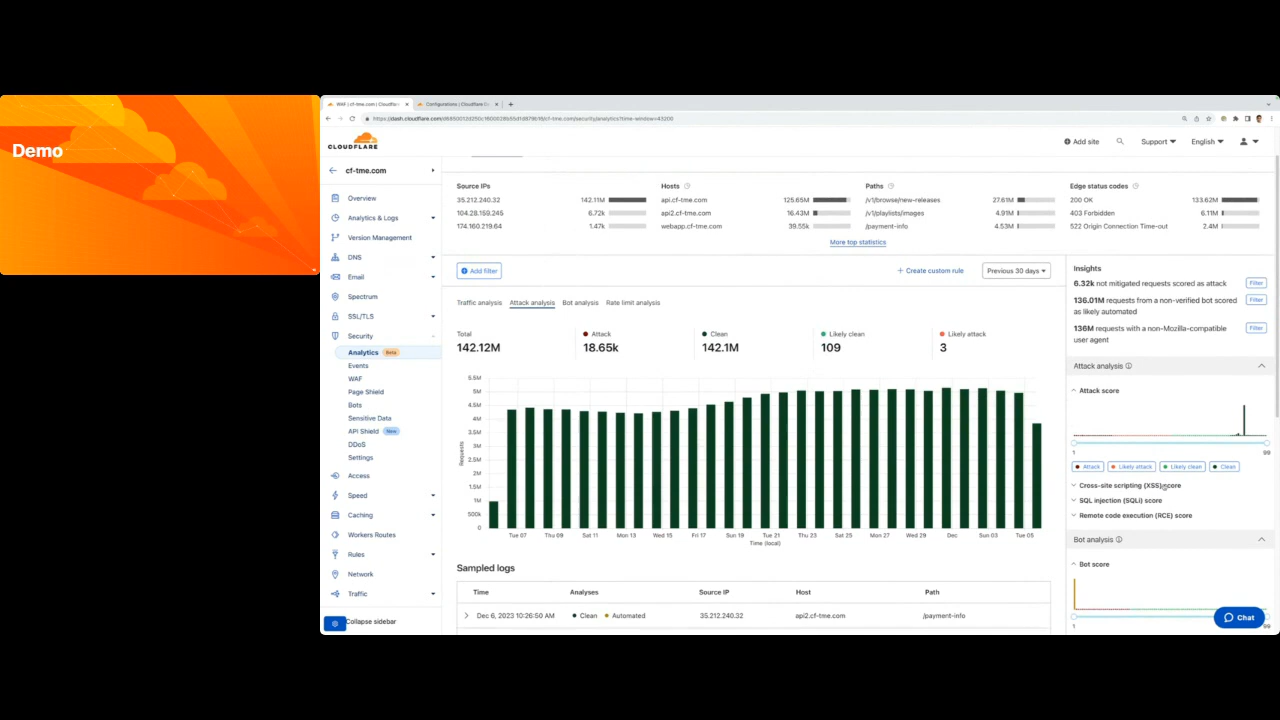 Demo
WAF | cf-tme.com | Cloudflare
Configurations | Cloudflare
CLOUDFLARE
Add site
Support
English
cf-tme.com
Overview
Analytics & Logs
Version Management
DNS
Email
Spectrum
SSL/TLS
Security
Analytics Beta
Events
WAF
Page Shield
Bots
Sensitive Data
API Shield New
DDoS
Settings
Access
Speed
Caching
Workers Routes
Rules
Network
Traffic
Collapse sidebar
Source IPs
35.212.240.32 142.11M
104.28.159.245 6.72k
174.160.219.64 1.47k
Hosts
api.cf-tme.com 125.65M
api2.cf-tme.com 16.43M
webapp.cf-tme.com 39.55k
Paths
/v1/browse/new-releases 27.61M
/v1/playlists/images 4.91M
/payment-info 4.53M
Edge status codes
200 OK 133.62M
403 Forbidden 6.11M
522 Origin Connection Time-out 2.4M
More top statistics
Add filter
+ Create custom rule
Previous 30 days
Traffic analysis Attack analysis Bot analysis Rate limit analysis
Total
142.12M
Attack
18.65k
Clean
142.1M
Likely clean
109
Likely attack
3
Requests
5.5M
5M
4.5M
4M
3.5M
3M
2.5M
2M
1.5M
1M
500k
0
Tue 07 Thu 09 Sat 11 Mon 13 Wed 15 Fri 17 Sun 19 Tue 21 Thu 23 Sat 25 Mon 27 Wed 29 Dec Sun 03 Tue 05
Time (local)
Sampled logs
Time Analyses Source IP Host Path
Dec 6, 2023 10:26:50 AM Clean Automated 35.212.240.32 api2.cf-tme.com /payment-info
Insights
6.32k not mitigated requests scored as attack
Filter
136.01M requests from a non-verified bot scored
as likely automated
Filter
136M requests with a non-Mozilla-compatible
user agent
Filter
Attack analysis
Attack score
1 99
Attack Likely attack Likely clean Clean
Cross-site scripting (XSS) score
SQL injection (SQLi) score
Remote code execution (RCE) score
Bot analysis
Bot score
1 99
Chat